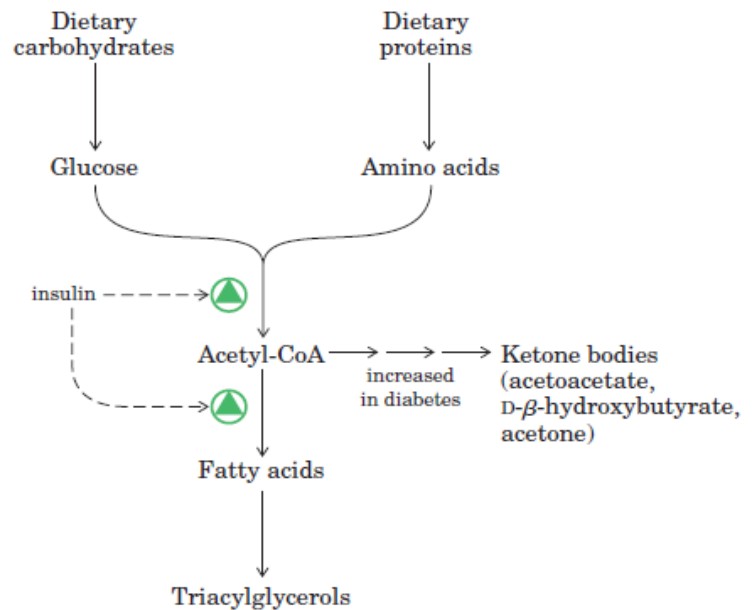 Dietary
carbohydrates
Dietary
proteins
Glucose
Amino acids
insulin
Acetyl-CoA
increased
in diabetes
Ketone bodies
(acetoacetate,
D-β-hydroxybutyrate,
acetone)
Fatty acids
Triacylglycerols